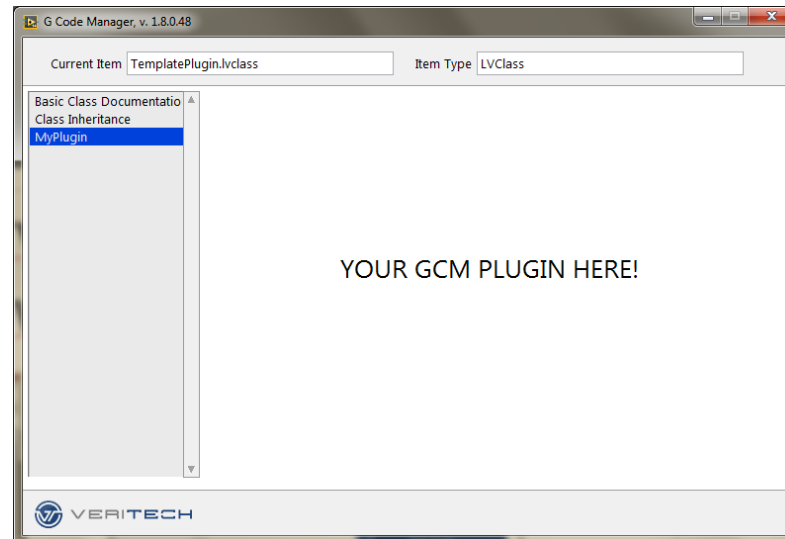 G Code Manager, v. 1.8.0.48
Current Item TemplatePlugin.lvclass Item Type LVClass
Basic Class Documentatio
Class Inheritance
MyPlugin
YOUR GCM PLUGIN HERE!
VERITECH